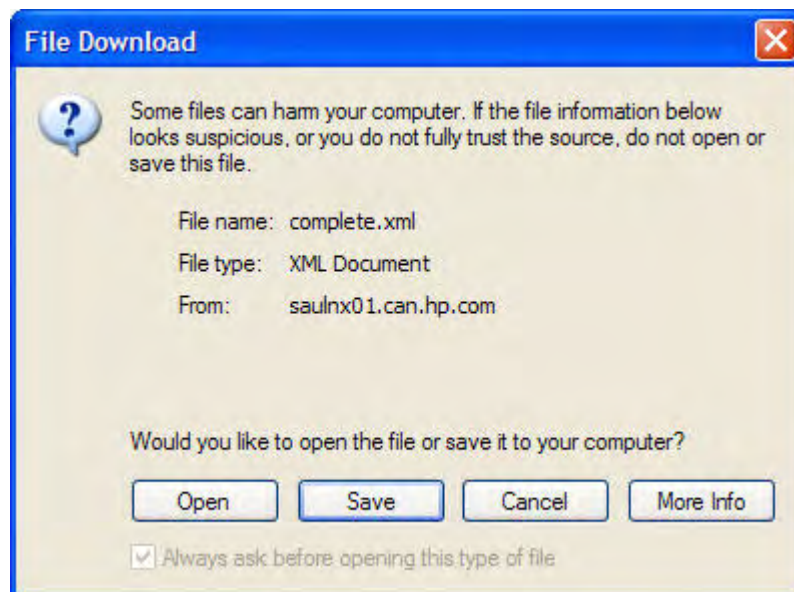 File Download
Some files can harm your computer. If the file information below
looks suspicious, or you do not fully trust the source, do not open or
save this file.
File name: complete.xml
File type: XML Document
From: saulnx01.can.hp.com
Would you like to open the file or save it to your computer?
Open Save Cancel More Info
Always ask before opening this type of file